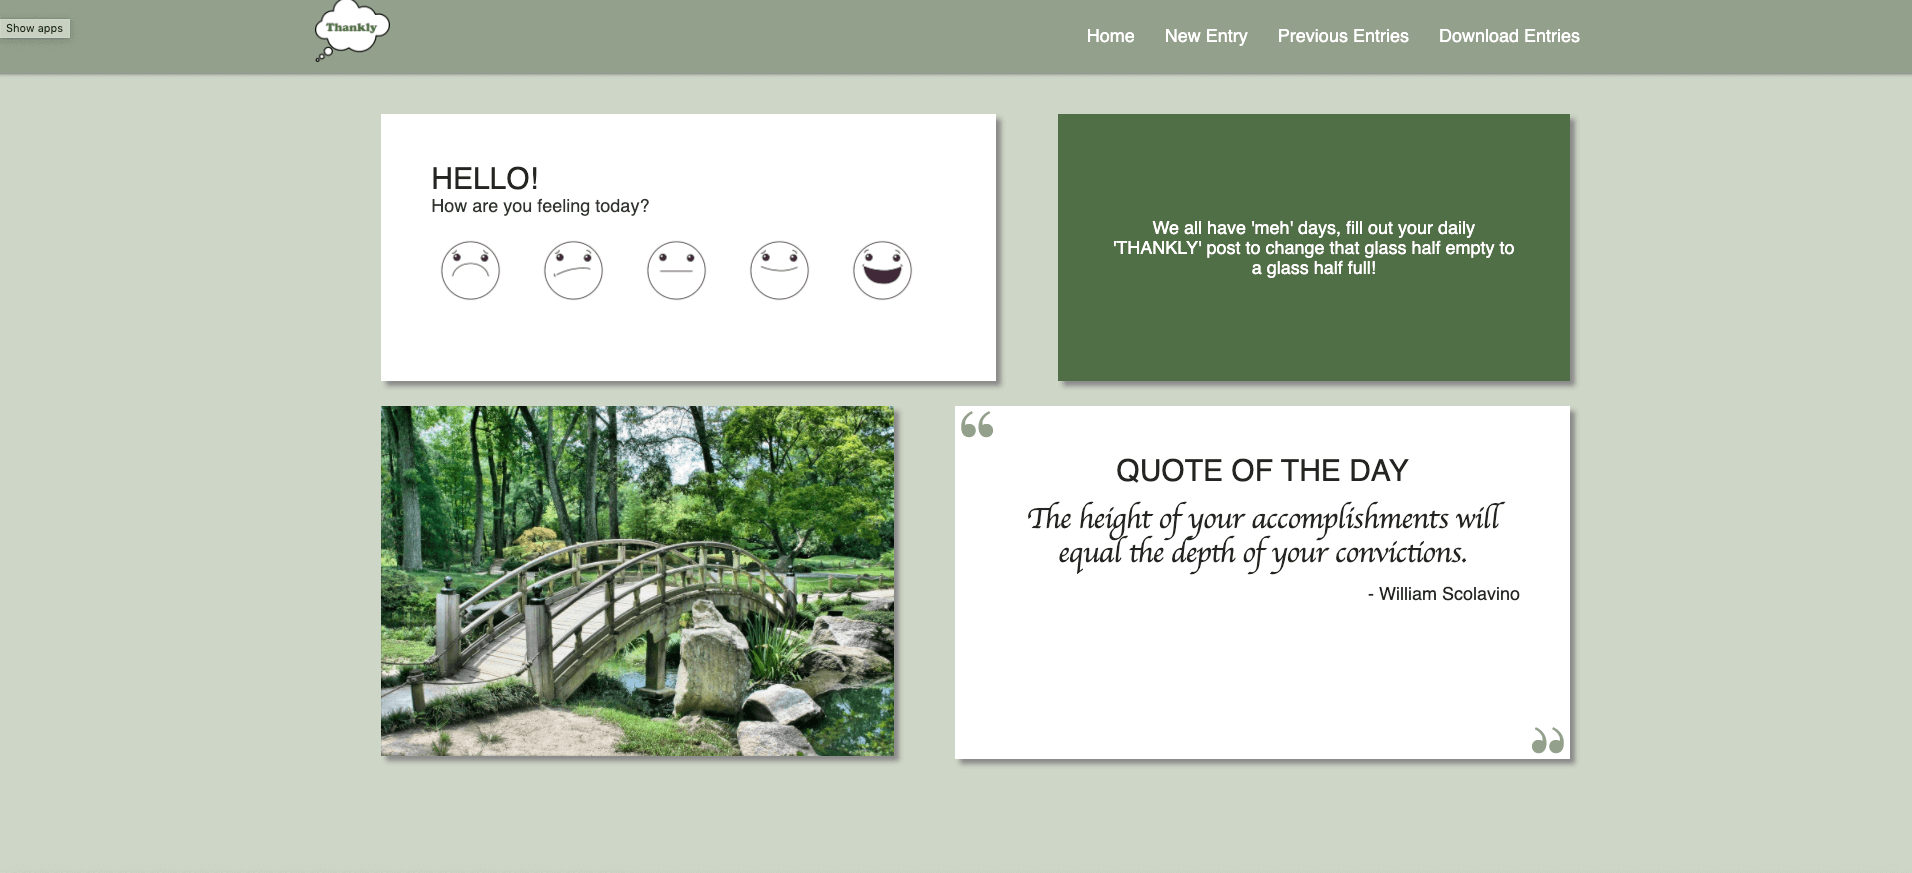 Show apps
Thankly
Home New Entry Previous Entries Download Entries
HELLO!
How are you feeling today?
We all have 'meh' days, fill out your daily
'THANKLY' post to change that glass half empty to
a glass half full!
“
QUOTE OF THE DAY
The height of your accomplishments will
equal the depth of your convictions.
- William Scolavino
”